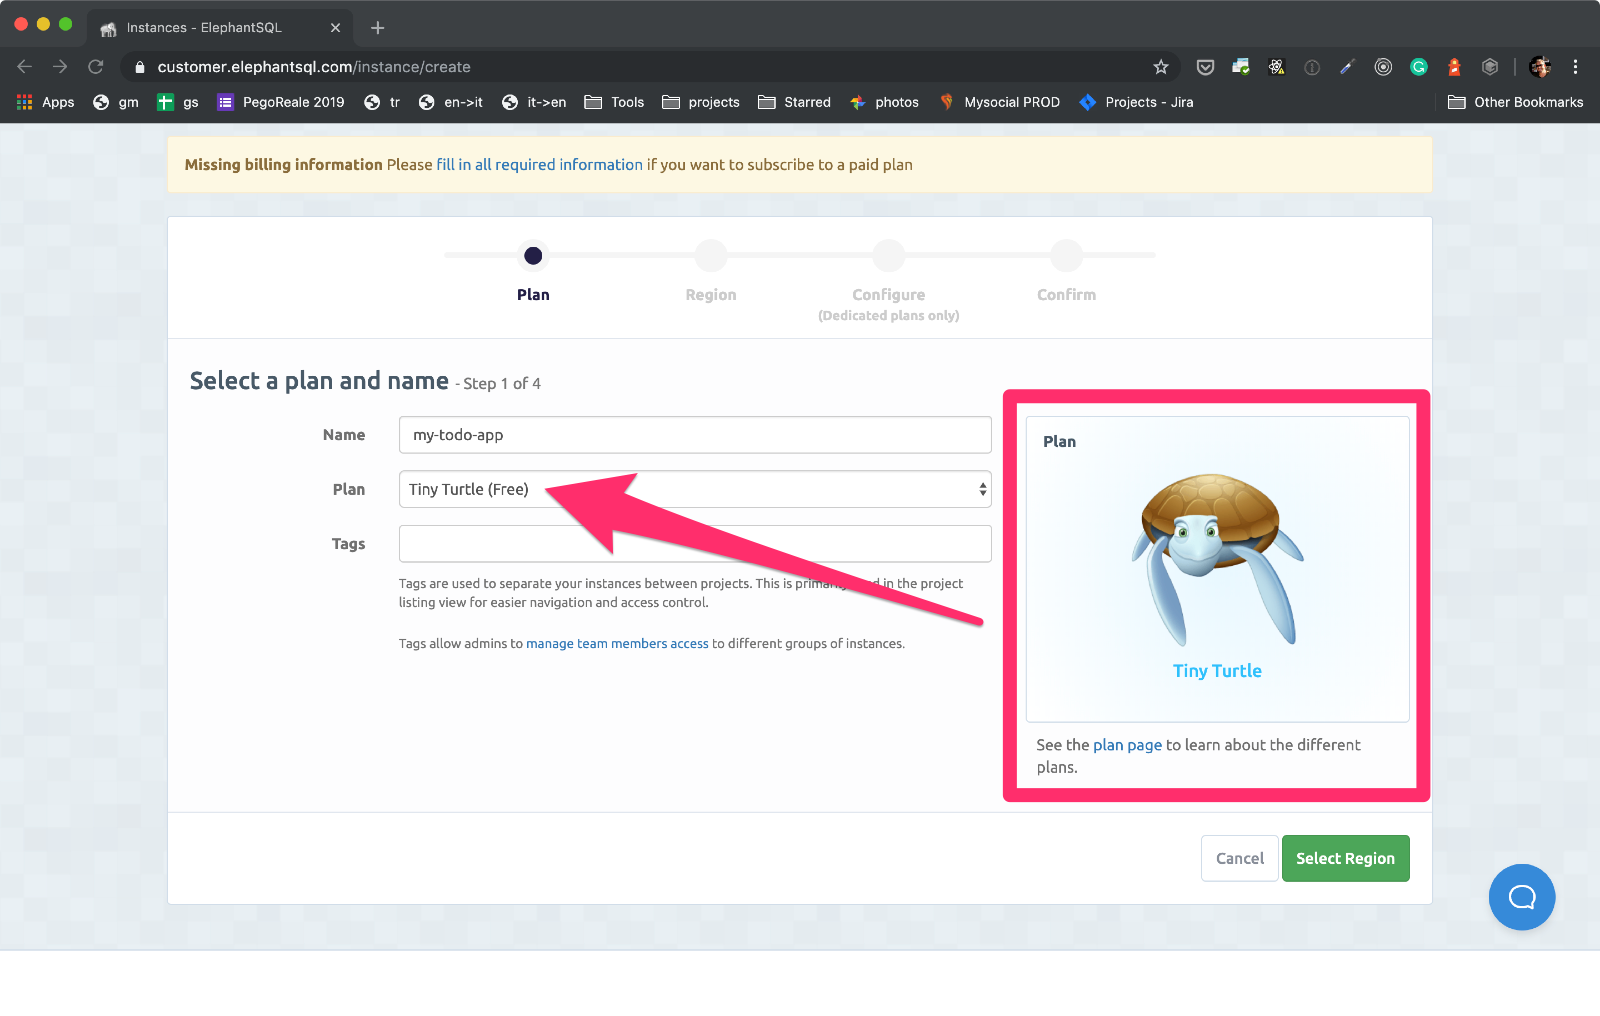 Instances - ElephantSQL
customer.elephantsql.com/instance/create
Apps gm gs PegoReale 2019 tr en->it it->en Tools projects Starred photos Mysocial PROD Projects - Jira Other Bookmarks
Missing billing information Please fill in all required information if you want to subscribe to a paid plan
Plan Region Configure Confirm
(Dedicated plans only)
Select a plan and name - Step 1 of 4
Name my-todo-app
Plan Tiny Turtle (Free)
Tags
Tags are used to separate your instances between projects. This is in the project
listing view for easier navigation and access control.
Tags allow admins to manage team members access to different groups of instances.
Plan
Tiny Turtle
See the plan page to learn about the different
plans.
Cancel Select Region